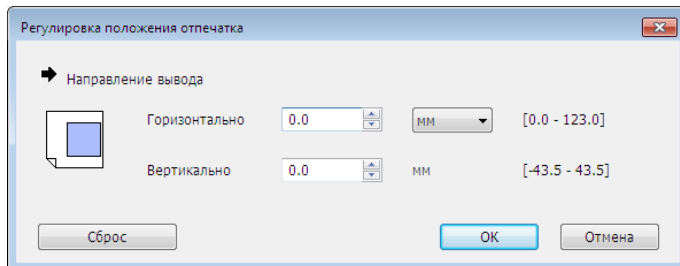 Регулировка положения отпечатка
Направление вывода
Горизонтально 0.0 мм [0.0 - 123.0]
Вертикально 0.0 мм [-43.5 - 43.5]
Сброс ОК Отмена